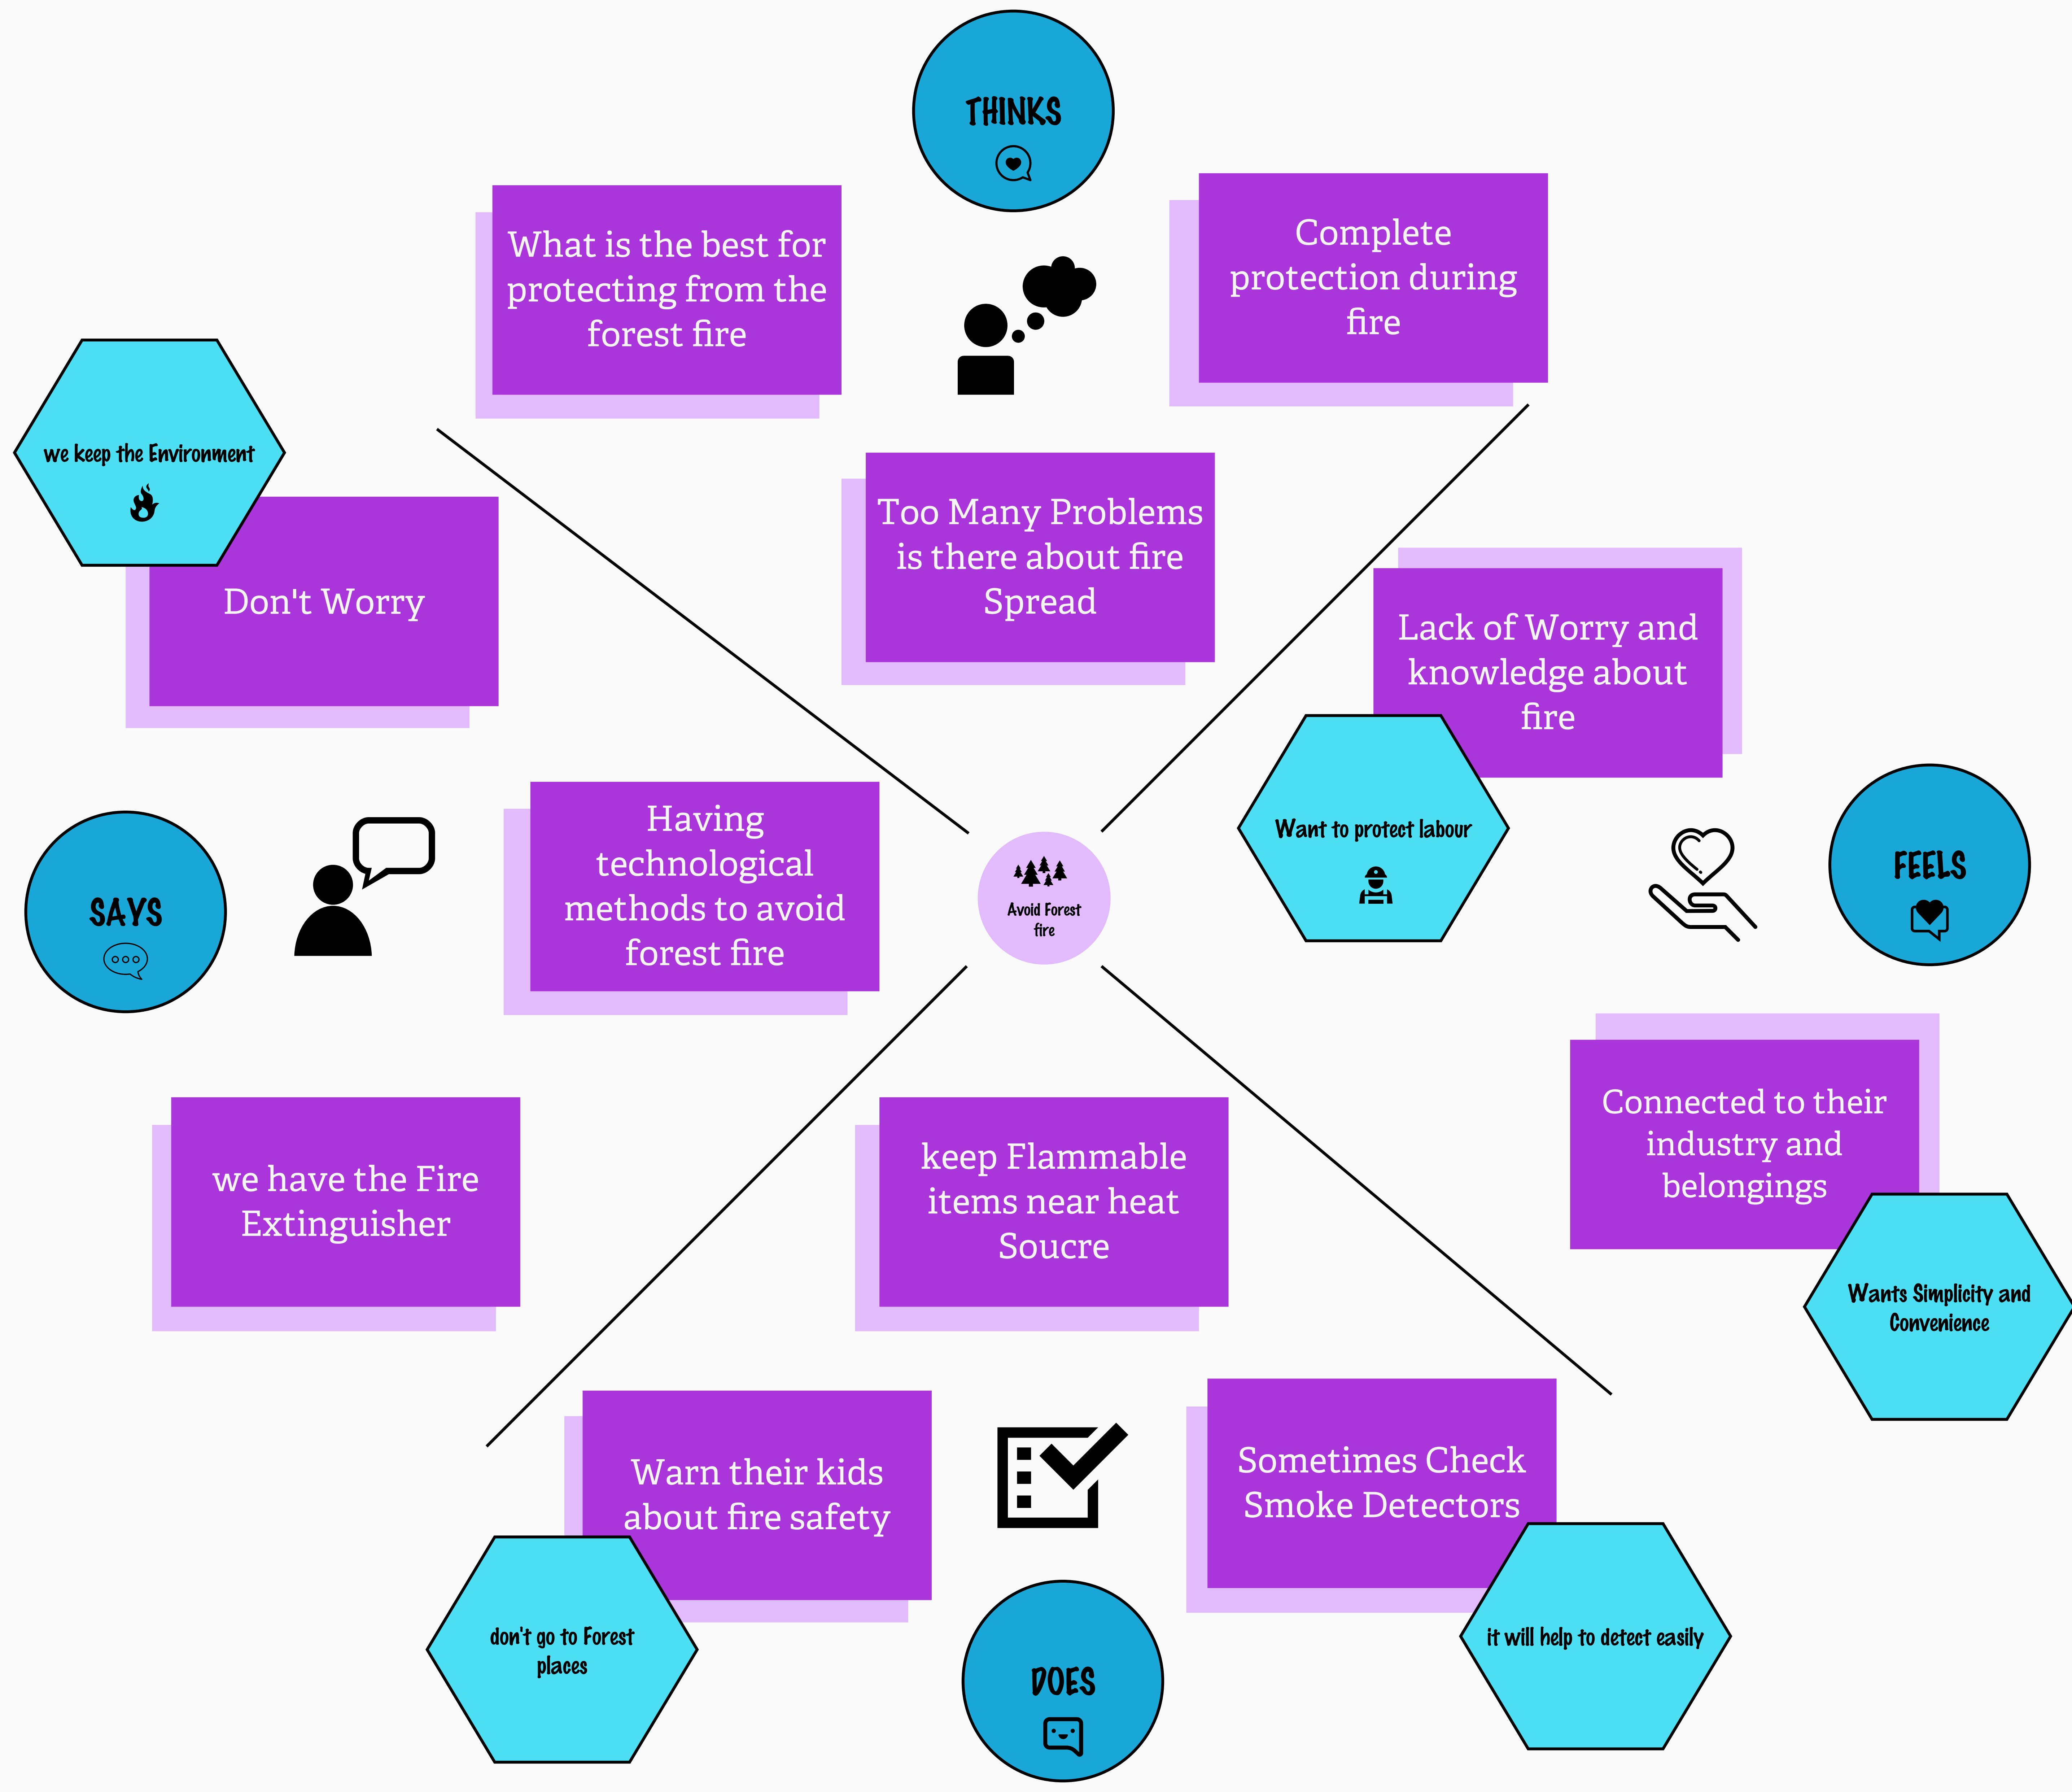 THINKS
What is the best for
protecting from the
forest fire
Complete
protection during
fire
Too Many Problems
is there about fire
Spread
we keep the Environment
Don't Worry
SAYS
Having
technological
methods to avoid
forest fire
we have the Fire
Extinguisher
Avoid Forest
fire
Lack of Worry and
knowledge about
fire
Want to protect labour
FEELS
Connected to their
industry and
belongings
Wants Simplicity and
Convenience
keep Flammable
items near heat
Soucre
Warn their kids
about fire safety
don't go to Forest
places
Sometimes Check
Smoke Detectors
it will help to detect easily
DOES